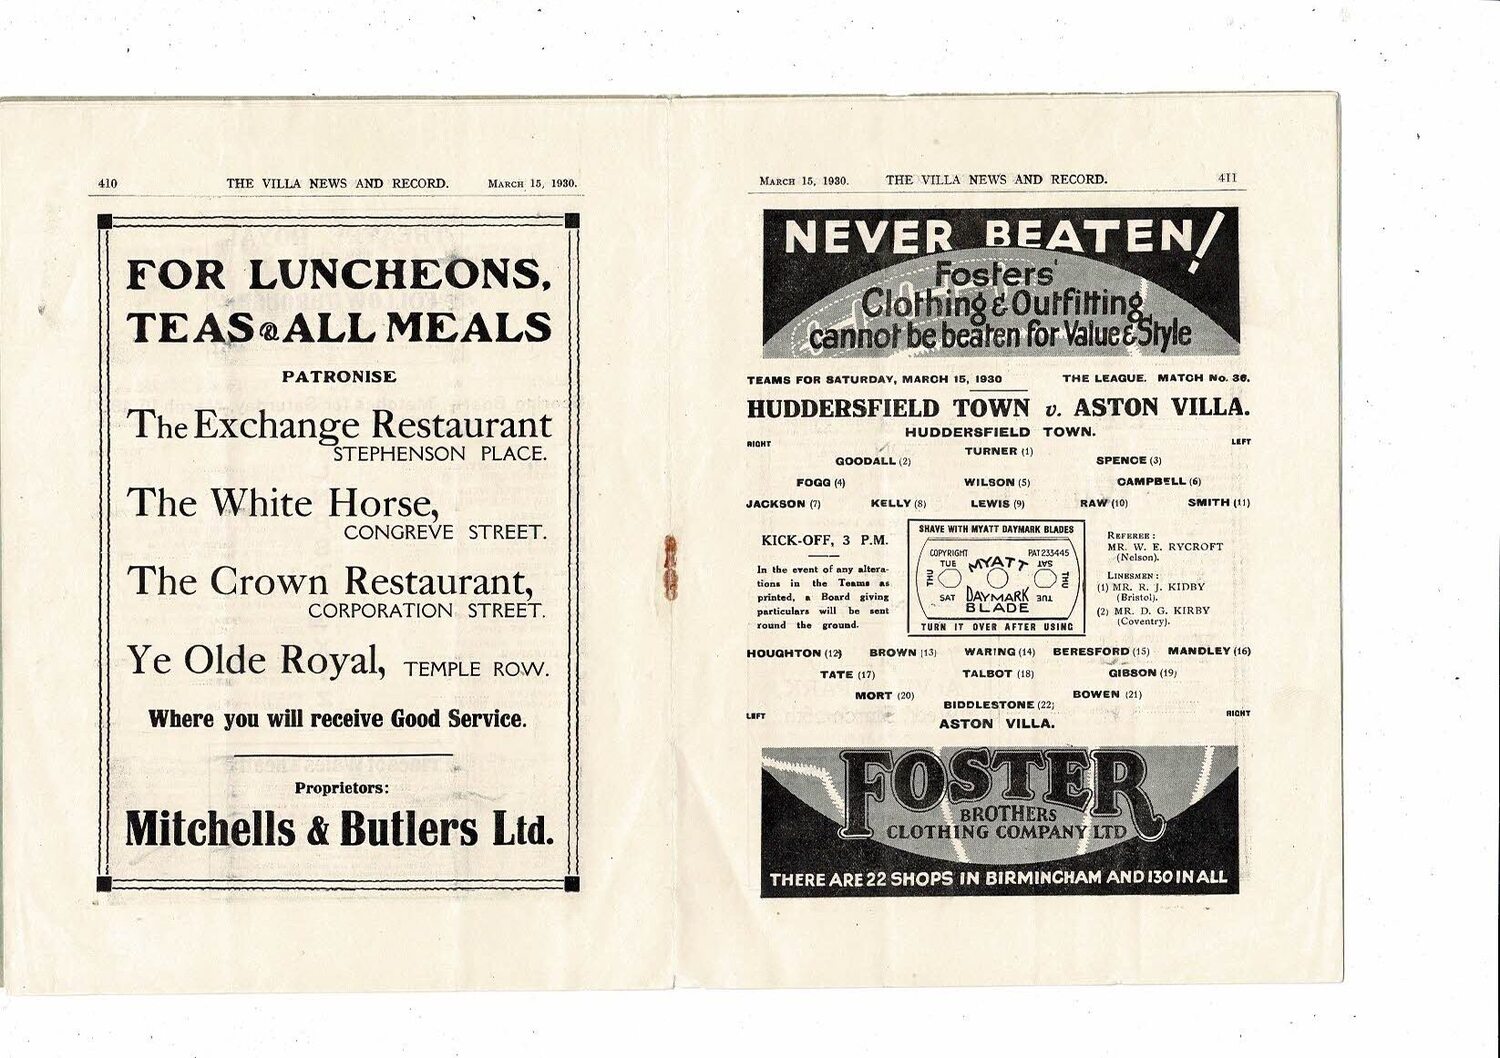 410 THE VILLA NEWS AND RECORD. MARCH 15, 1930.
FOR LUNCHEONS,
TEAS & ALL MEALS
PATRONISE
The Exchange Restaurant
STEPHENSON PLACE.
The White Horse,
CONGREVE STREET.
The Crown Restaurant,
CORPORATION STREET.
Ye Olde Royal, TEMPLE ROW.
Where you will receive Good Service.
Proprietors:
Mitchells & Butlers Ltd.
MARCH 15, 1930. THE VILLA NEWS AND RECORD. 411
NEVER BEATEN!
Fosters'
Clothing & Outfitting
cannot be beaten for Value & Style
TEAMS FOR SATURDAY, MARCH 15, 1930 THE LEAGUE. MATCH No. 36.
HUDDERSFIELD TOWN v. ASTON VILLA.
HUDDERSFIELD TOWN.
RIGHT LEFT
TURNER (1)
GOODALL (2) SPENCE (3)
FOGG (4) WILSON (5) CAMPBELL (6)
JACKSON (7) KELLY (8) LEWIS (9) RAW (10) SMITH (11)
KICK-OFF, 3 P.M.
In the event of any altera-
tions in the Teams as
printed, a Board giving
particulars will be sent
round the ground.
SHAVE WITH MYATT DAYMARK BLADES
COPYRIGHT PAT 233445
TUE MYATT SAT
THU THU
SAT DAYMARK TUE
BLADE
TURN IT OVER AFTER USING
REFEREE:
MR. W. E. RYCROFT
(Nelson).
LINESMEN:
(1) MR. R. J. KIDBY
(Bristol).
(2) MR. D. G. KIRBY
(Coventry).
HOUGHTON (12) BROWN (13) WARING (14) BERESFORD (15) MANDLEY (16)
TATE (17) TALBOT (18) GIBSON (19)
MORT (20) BOWEN (21)
BIDDLESTONE (22)
LEFT RIGHT
ASTON VILLA.
FOSTER
BROTHERS
CLOTHING COMPANY LTD
THERE ARE 22 SHOPS IN BIRMINGHAM AND 130 IN ALL